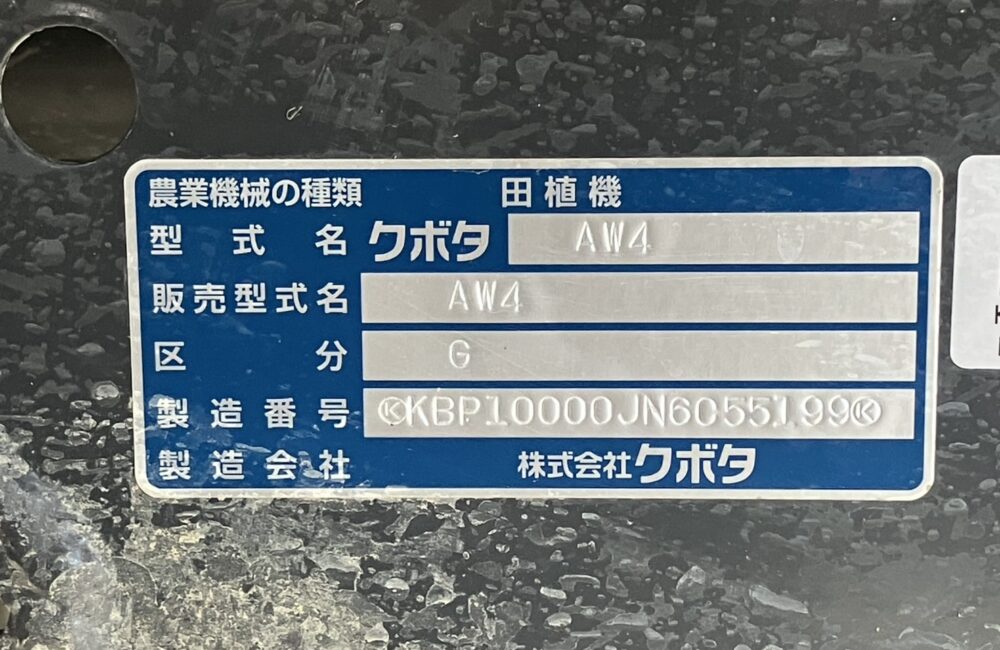 農業機械の種類 田植機
型式名 クボタ AW4
販売型式名 AW4
区分 G
製造番号 KBP10000JN6055199
製造会社 株式会社クボタ